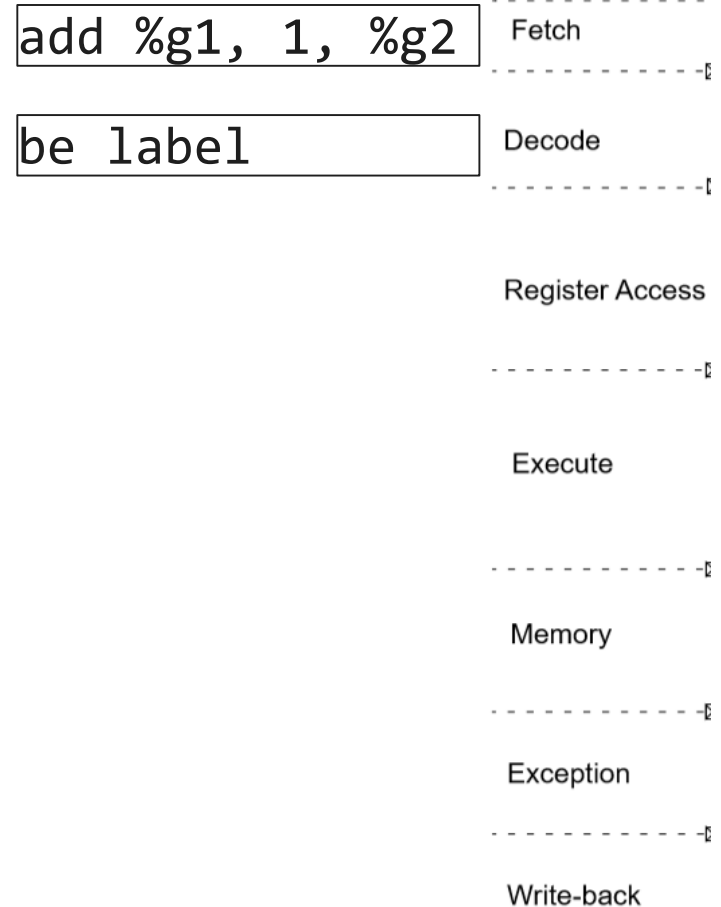 add %g1, 1, %g2
Fetch
be label
Decode
Register Access
Execute
Memory
Exception
Write-back